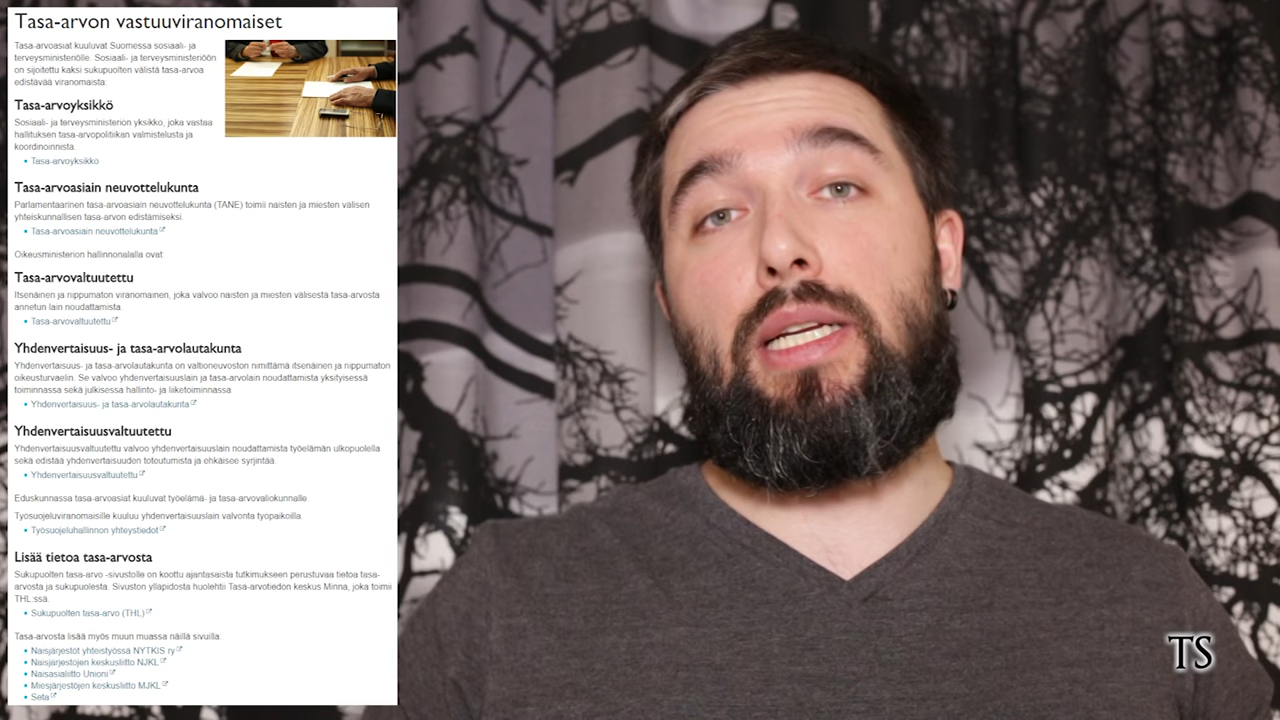 Tasa-arvon vastuuviranomaiset
Tasa-arvoasiat kuuluvat Suomessa sosiaali- ja
terveysministeriölle. Sosiaali- ja terveysministeriöön
on sijoitettu kaksi sukupuolten välistä tasa-arvoa
edistävää viranomaista.
Tasa-arvoyksikkö
Sosiaali- ja terveysministeriön yksikkö, joka vastaa
hallituksen tasa-arvopolitiikan valmistelusta ja
koordinoinnista.
• Tasa-arvoyksikkö
Tasa-arvoasiain neuvottelukunta
Parlamentaarinen tasa-arvoasiain neuvottelukunta (TANE) toimii naisten ja miesten välisen
yhteiskunnallisen tasa-arvon edistämiseksi.
• Tasa-arvoasiain neuvottelukunta
Oikeusministeriön hallinnonalalla ovat
Tasa-arvovaltuutettu
Itsenäinen ja riippumaton viranomainen, joka valvoo naisten ja miesten välisestä tasa-arvosta
annetun lain noudattamista.
• Tasa-arvovaltuutettu
Yhdenvertaisuus- ja tasa-arvolautakunta
Yhdenvertaisuus- ja tasa-arvolautakunta on valtioneuvoston nimittämä itsenäinen ja riippumaton
oikeusturvaelin. Se valvoo yhdenvertaisuuslain ja tasa-arvolain noudattamista yksityisessä
toiminnassa sekä julkisessa hallinto- ja liiketoiminnassa
• Yhdenvertaisuus- ja tasa-arvolautakunta
Yhdenvertaisuusvaltuutettu
Yhdenvertaisuusvaltuutettu valvoo yhdenvertaisuuslain noudattamista työelämän ulkopuolella
sekä edistää yhdenvertaisuuden toteutumista ja ehkäisee syrjintää.
• Yhdenvertaisuusvaltuutettu
Eduskunnassa tasa-arvoasiat kuuluvat työelämä- ja tasa-arvovaliokunnalle.
Työsuojeluviranomaisille kuuluu yhdenvertaisuuslain valvonta työpaikoilla.
• Työsuojeluhallinnon yhteystiedot
Lisää tietoa tasa-arvosta
Sukupuolten tasa-arvo -sivustolle on koottu ajantasaista tutkimukseen perustuvaa tietoa tasa-
arvosta ja sukupuolesta. Sivuston ylläpidosta huolehtii Tasa-arvotiedon keskus Minna, joka toimii
THL:ssä.
• Sukupuolten tasa-arvo (THL)
Tasa-arvosta lisää myös muun muassa näillä sivuilla:
• Naisjärjestöt yhteistyössä NYTKIS ry
• Naisjärjestöjen keskusliitto NJKL
• Naisasialiitto Unioni
• Miesjärjestöjen keskusliitto MJKL
• Seta
TS